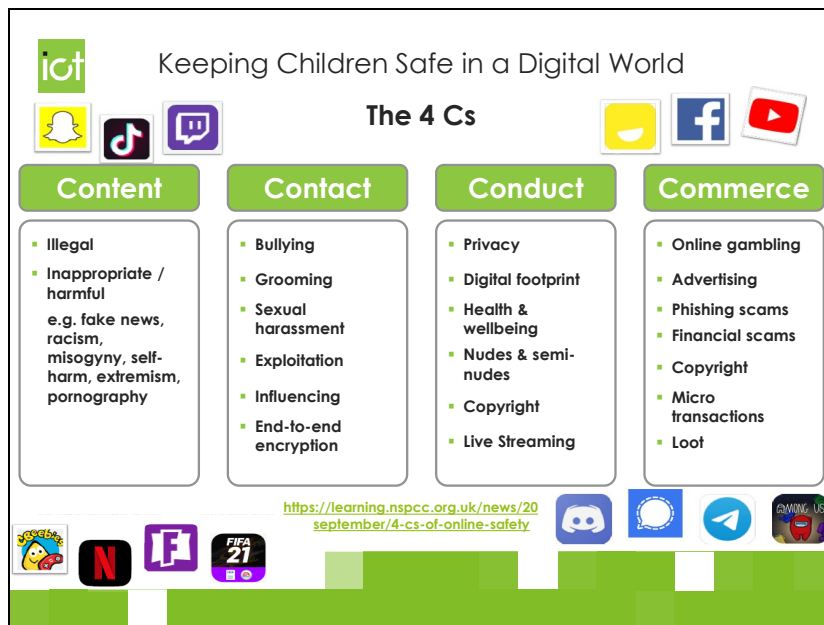 ict
Keeping Children Safe in a Digital World
The 4 Cs
Content
Illegal
Inappropriate /
harmful
e.g. fake news,
racism,
misogyny, self-
harm, extremism,
pornography
Contact
Bullying
Grooming
Sexual
harassment
Exploitation
Influencing
End-to-end
encryption
Conduct
Privacy
Digital footprint
Health &
wellbeing
Nudes & semi-
nudes
Copyright
Live Streaming
Commerce
Online gambling
Advertising
Phishing scams
Financial scams
Copyright
Micro
transactions
Loot
https://learning.nspcc.org.uk/news/20
september/4-cs-of-online-safety
CBeebies
N
F
FIFA
21
AMONG US